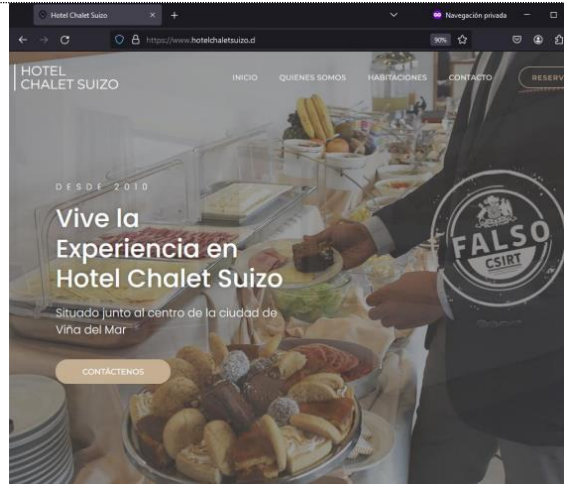 Hotel Chalet Suizo
Navegación privada
https://www.hotelchaletsuizo.cl
90%
HOTEL
CHALET SUIZO
INICIO
QUIENES SOMOS
HABITACIONES
CONTACTO
RESERV
DESDE 2010
Vive la
Experiencia en
Hotel Chalet Suizo
Situado junto al centro de la ciudad de
Viña del Mar
CONTÁCTENOS
FALSO
CSIRT